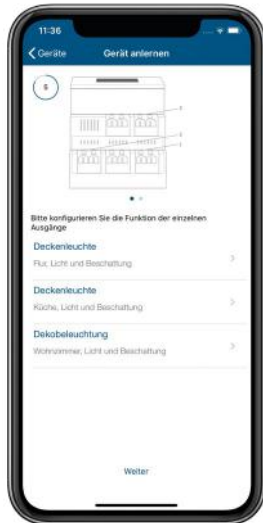 11:36
Geräte
Gerät anlernen
5
Bitte konfigurieren Sie die Funktion der einzelnen
Ausgänge
Deckenleuchte
Flur, Licht und Beschattung
Deckenleuchte
Küche, Licht und Beschattung
Dekobeleuchtung
Wohnzimmer, Licht und Beschattung
Weiter